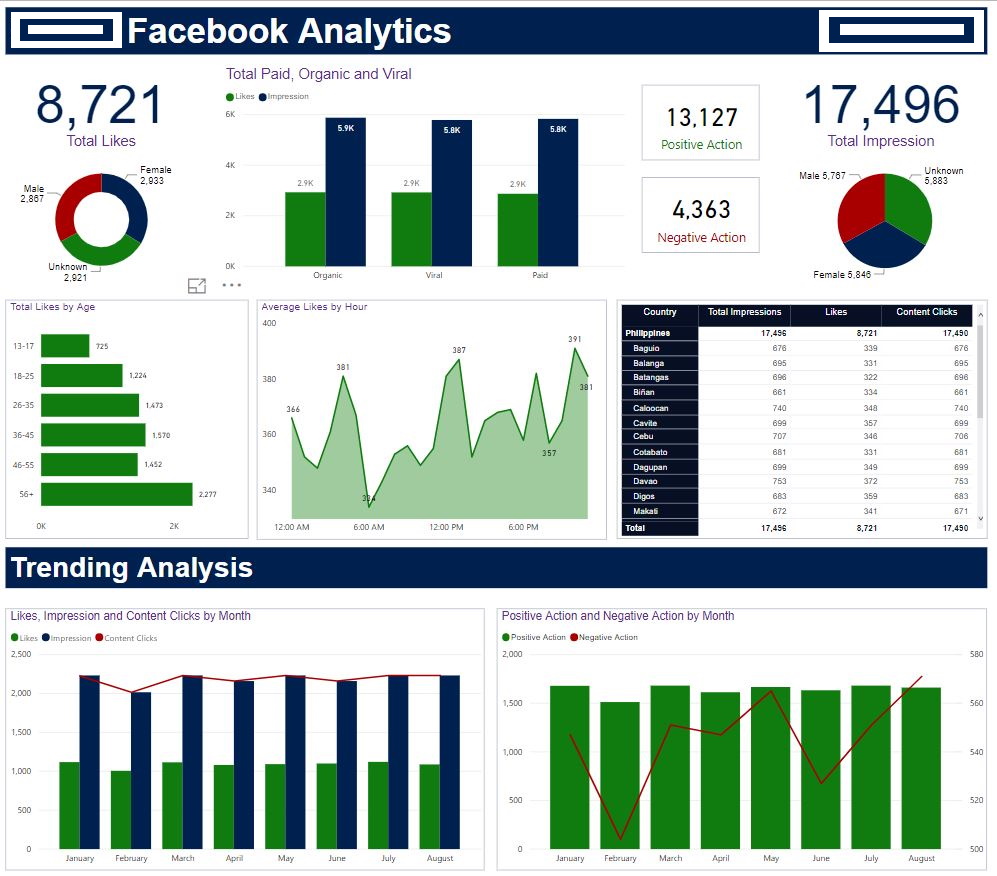 Facebook Analytics
8,721
Total Likes
Female
2,933
Male
2,867
Unknown
2,921
Total Paid, Organic and Viral
Likes Impression
6K
4K
2K
0K
2.9K
5.9K
2.9K
5.8K
2.9K
5.8K
Organic Viral Paid
13,127
Positive Action
4,363
Negative Action
17,496
Total Impression
Male 5,767
Unknown
5,883
Female 5,846
Total Likes by Age
13-17 725
18-25 1,224
26-35 1,473
36-45 1,570
46-55 1,452
56+ 2,277
0K 2K
Average Likes by Hour
400
380
360
340
366
381
334
387
357
391
381
12:00 AM 6:00 AM 12:00 PM 6:00 PM
Country Total Impressions Likes Content Clicks
Philippines 17,496 8,721 17,490
Baguio 676 339 676
Balanga 695 331 695
Batangas 696 322 696
Biñan 661 334 661
Caloocan 740 348 740
Cavite 699 357 699
Cebu 707 346 706
Cotabato 681 331 681
Dagupan 699 349 699
Davao 753 372 753
Digos 683 359 683
Makati 672 341 671
Total 17,496 8,721 17,490
Trending Analysis
Likes, Impression and Content Clicks by Month
Likes Impression Content Clicks
2,500
2,000
1,500
1,000
500
0
January February March April May June July August
Positive Action and Negative Action by Month
Positive Action Negative Action
2,000
1,500
1,000
500
0
580
560
540
520
500
January February March April May June July August